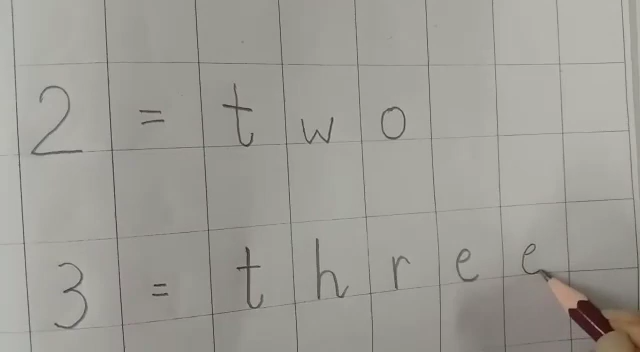 2 = two
3 = three